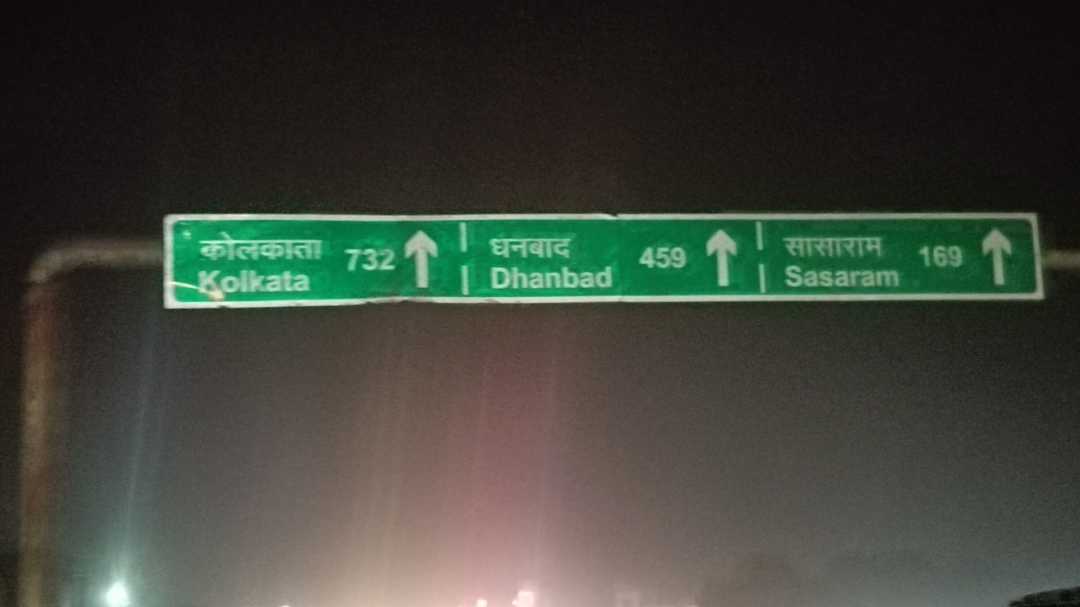 कोलकाता 732 ↑
Kolkata
धनबाद 459 ↑
Dhanbad
सासाराम 169 ↑
Sasaram